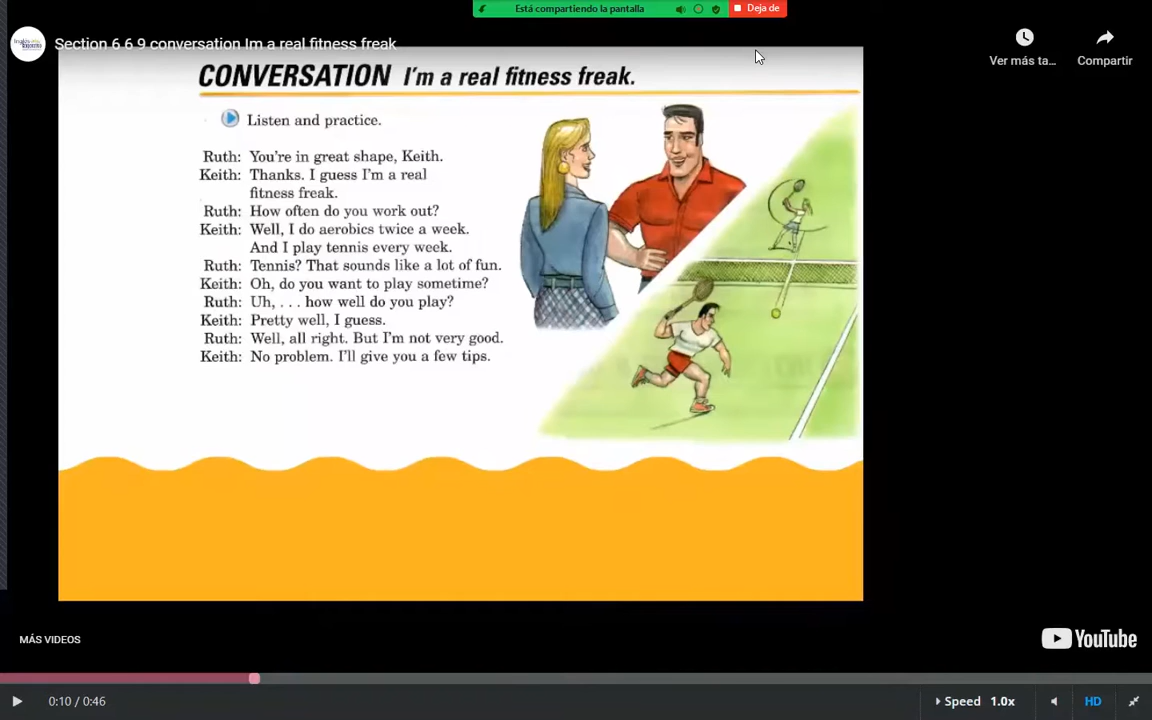 Está compartiendo la pantalla
Deja de
Section 6 6 9 conversation Im a real fitness freak
Ver más ta...
Compartir
CONVERSATION I'm a real fitness freak.
Listen and practice.
Ruth: You're in great shape, Keith.
Keith: Thanks. I guess I'm a real
fitness freak.
Ruth: How often do you work out?
Keith: Well, I do aerobics twice a week.
And I play tennis every week.
Ruth: Tennis? That sounds like a lot of fun.
Keith: Oh, do you want to play sometime?
Ruth: Uh, . . . how well do you play?
Keith: Pretty well, I guess.
Ruth: Well, all right. But I'm not very good.
Keith: No problem. I'll give you a few tips.
MÁS VIDEOS
YouTube
0:10 / 0:46
Speed 1.0x
HD